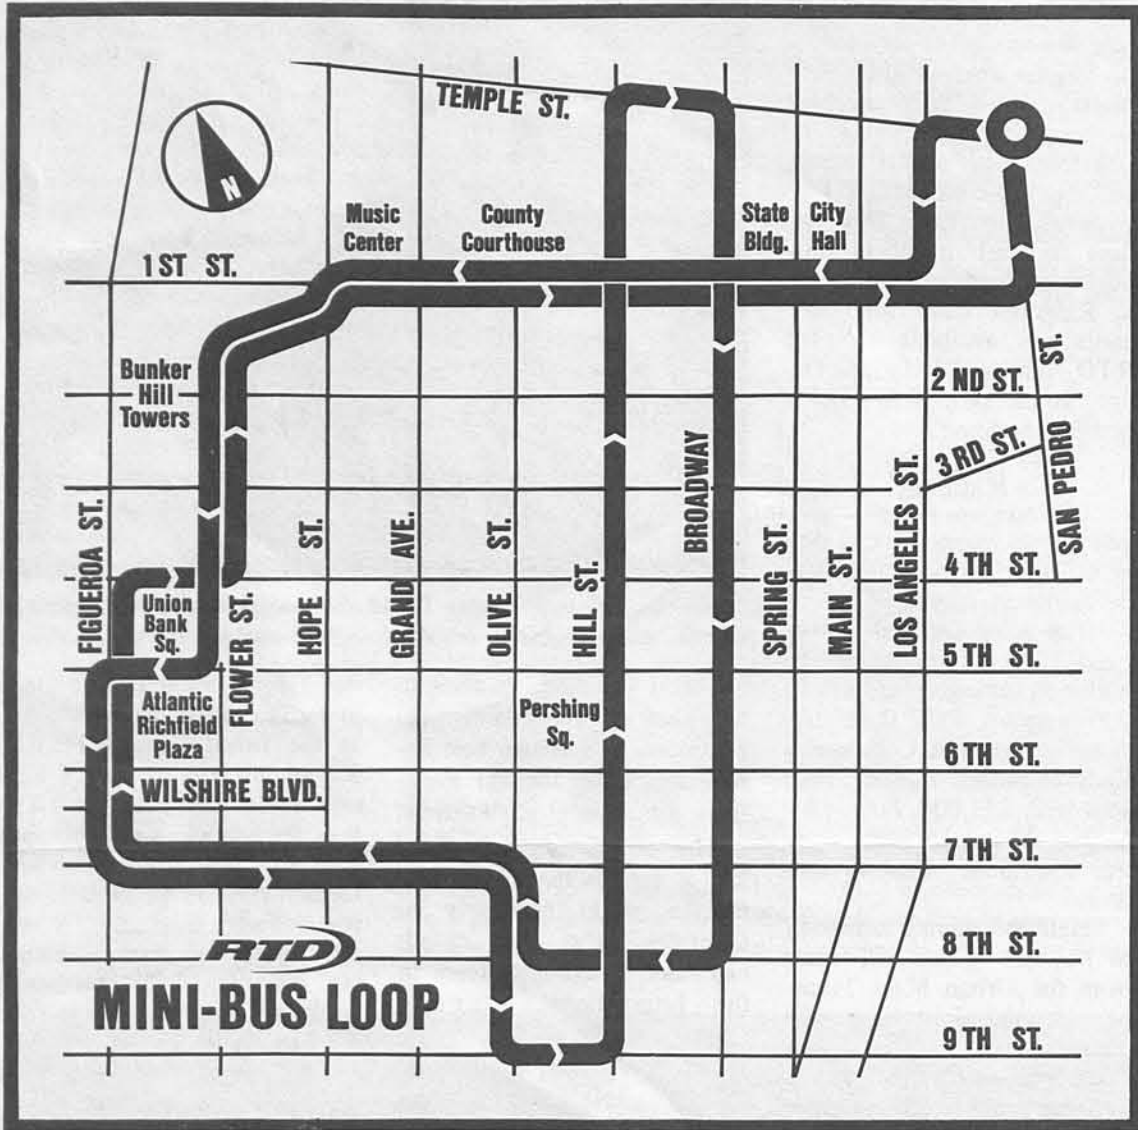 TEMPLE ST.
N
Music
Center
County
Courthouse
State
Bldg.
City
Hall
1ST ST.
Bunker
Hill
Towers
2 ND ST.
3 RD ST.
SAN PEDRO ST.
FIGUEROA ST.
FLOWER ST.
HOPE ST.
GRAND AVE.
OLIVE ST.
HILL ST.
BROADWAY
SPRING ST.
MAIN ST.
LOS ANGELES ST.
4 TH ST.
Union
Bank
Sq.
5 TH ST.
Atlantic
Richfield
Plaza
Pershing
Sq.
6 TH ST.
WILSHIRE BLVD.
7 TH ST.
RTD
8 TH ST.
MINI-BUS LOOP
9 TH ST.